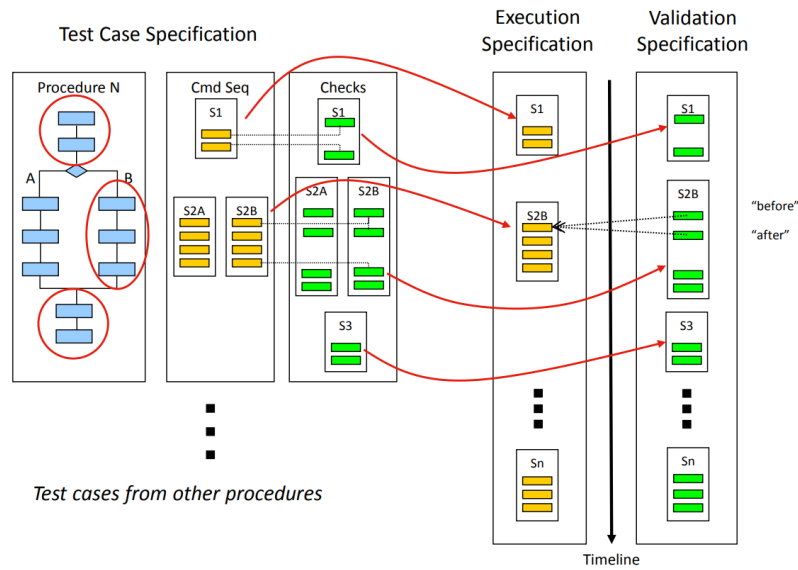 Test Case Specification
Execution
Specification
Validation
Specification
Procedure N
Cmd Seq
Checks
S1
S1
S1
S1
A
B
S2A
S2B
S2A
S2B
S2B
S2B
"before"
"after"
S3
S3
Sn
Sn
Test cases from other procedures
Timeline